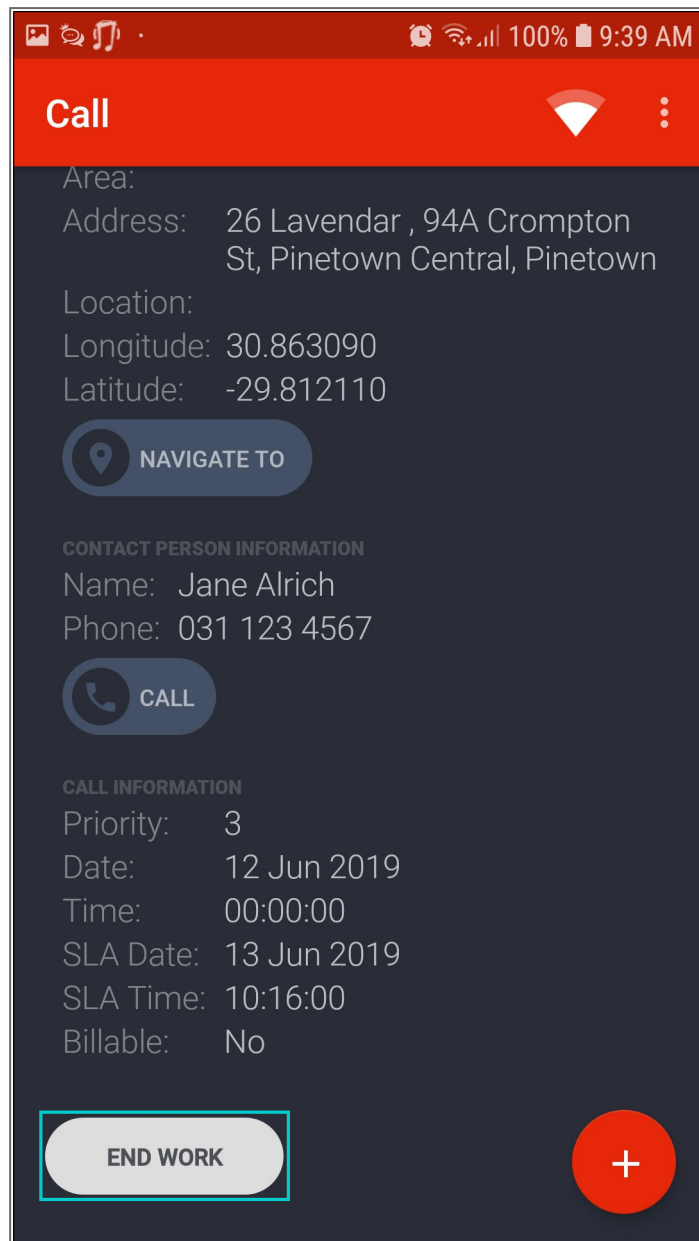 100% 9:39 AM
Call
Area:
Address: 26 Lavendar , 94A Crompton
St, Pinetown Central, Pinetown
Location:
Longitude: 30.863090
Latitude: -29.812110
NAVIGATE TO
CONTACT PERSON INFORMATION
Name: Jane Alrich
Phone: 031 123 4567
CALL
CALL INFORMATION
Priority: 3
Date: 12 Jun 2019
Time: 00:00:00
SLA Date: 13 Jun 2019
SLA Time: 10:16:00
Billable: No
END WORK
+